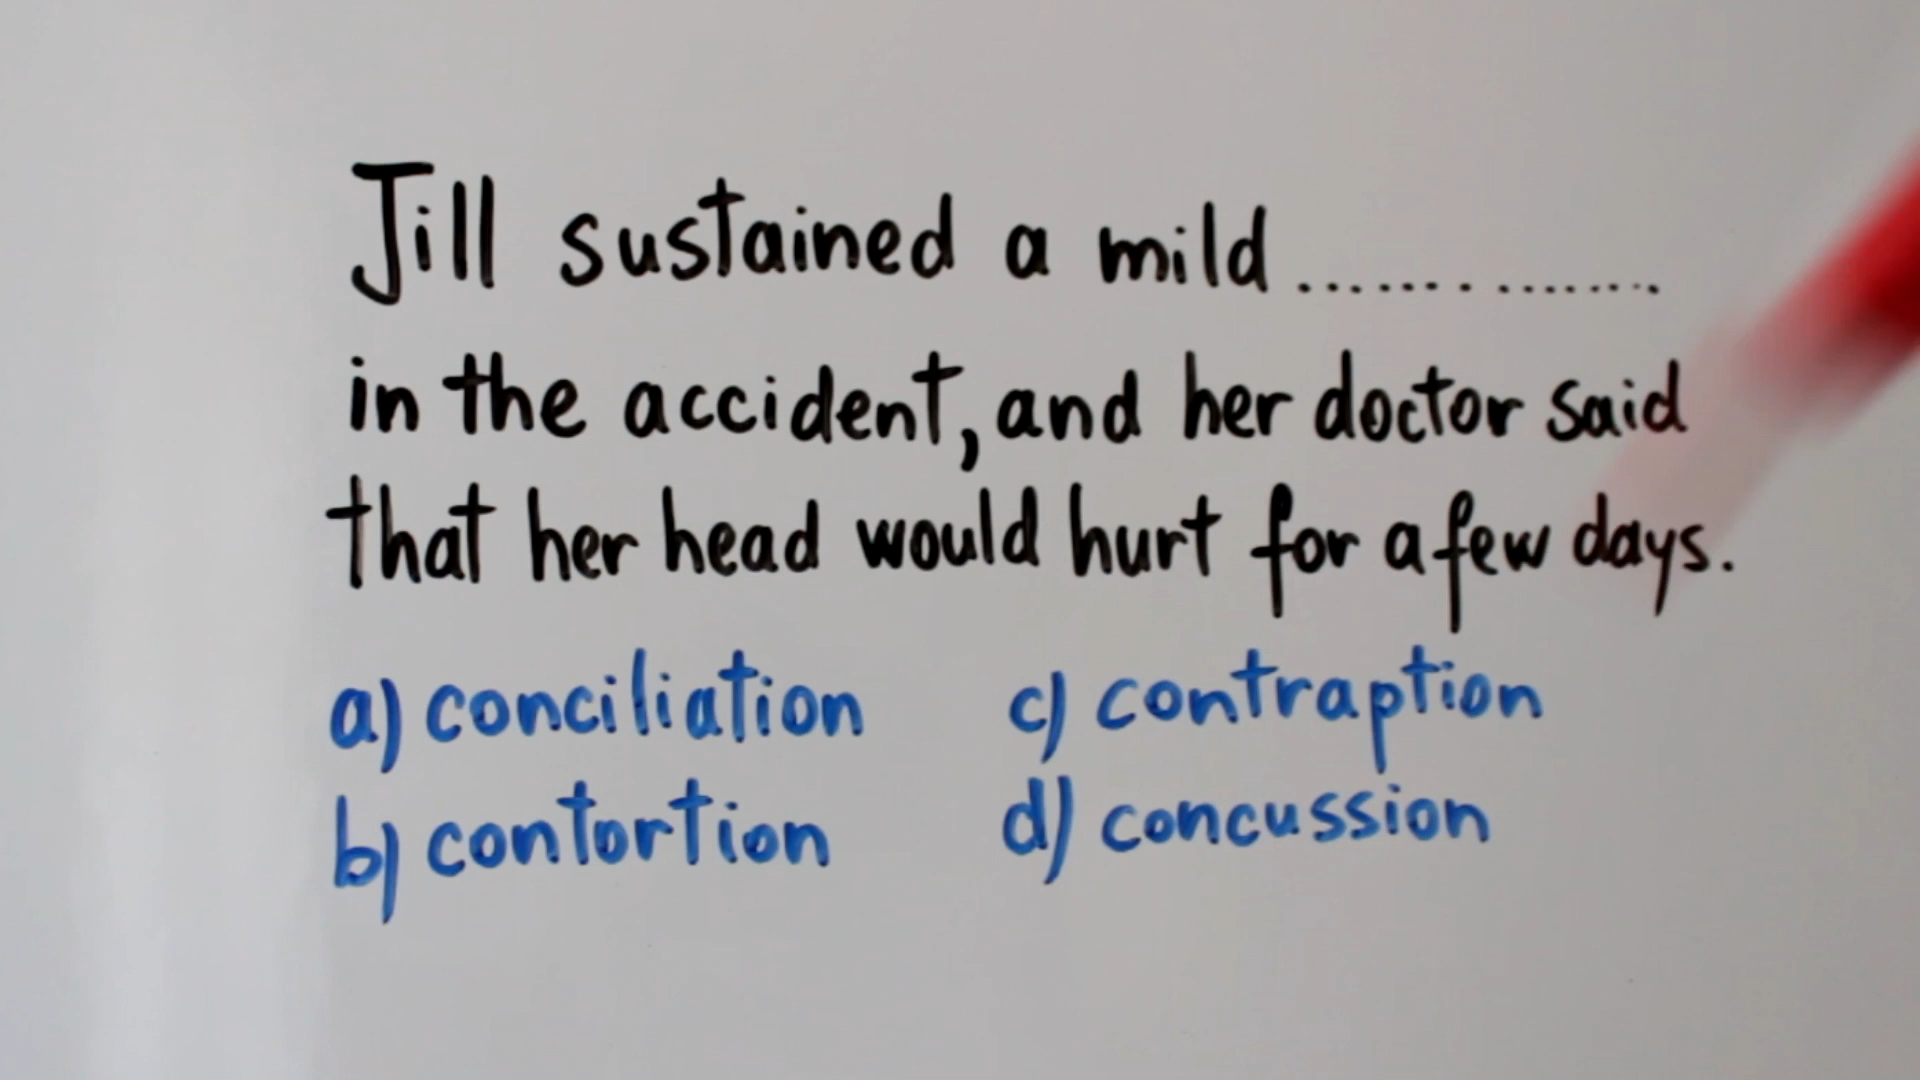 Jill sustained a mild ..............
in the accident, and her doctor said
that her head would hurt for a few days.
a) conciliation c) contraption
b) contortion d) concussion